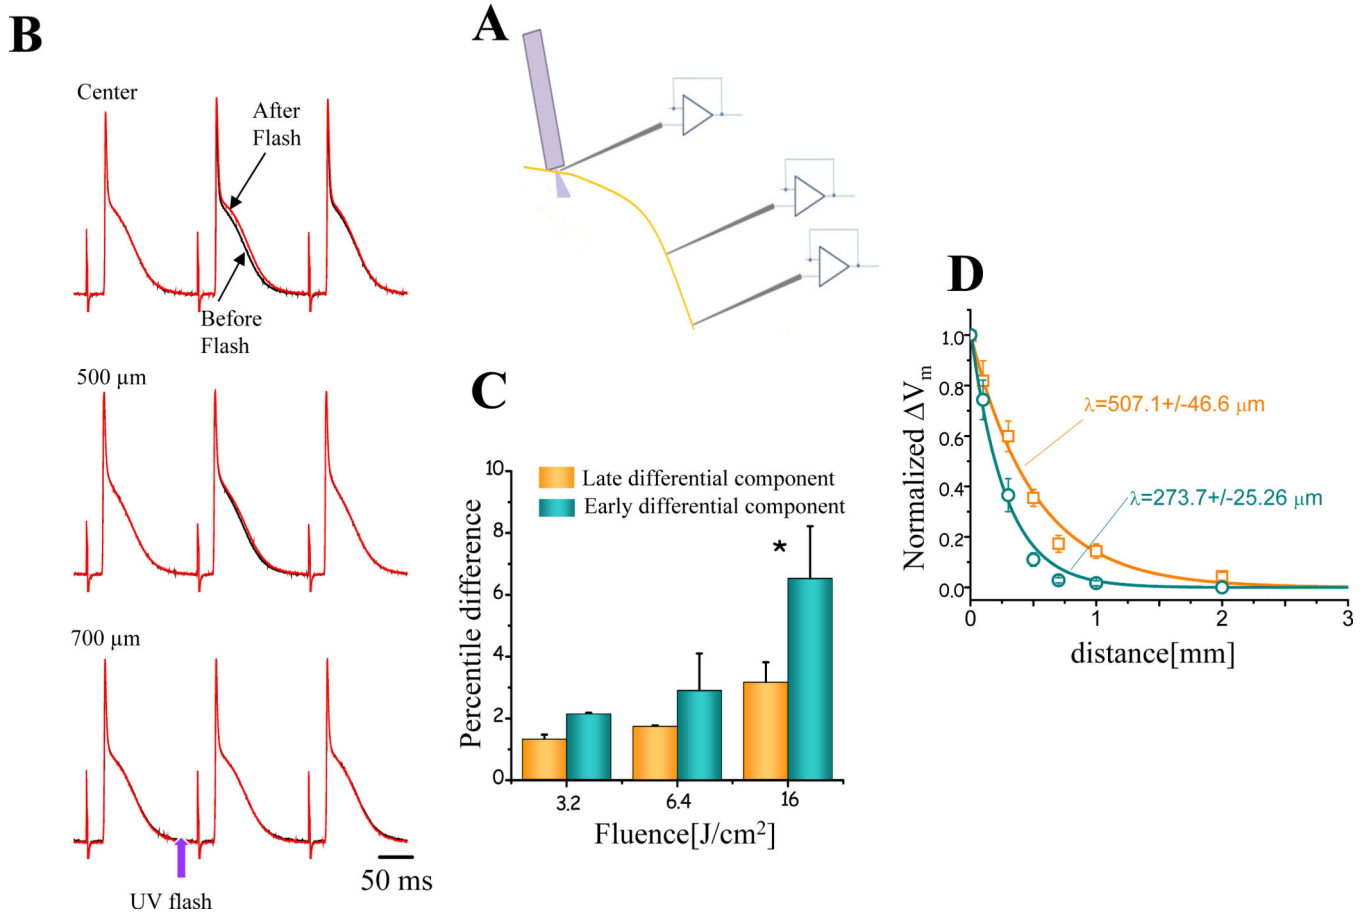 B
Center
After
Flash
Before
Flash
500 µm
700 µm
UV flash
50 ms
A
C
Percentile difference
10
8
6
4
2
0
Late differential component
Early differential component
*
3.2
6.4
16
Fluence[J/cm²]
D
Normalized ΔVm
1.0
0.8
0.6
0.4
0.2
0.0
λ=507.1+/-46.6 µm
λ=273.7+/-25.26 µm
0
1
2
3
distance[mm]